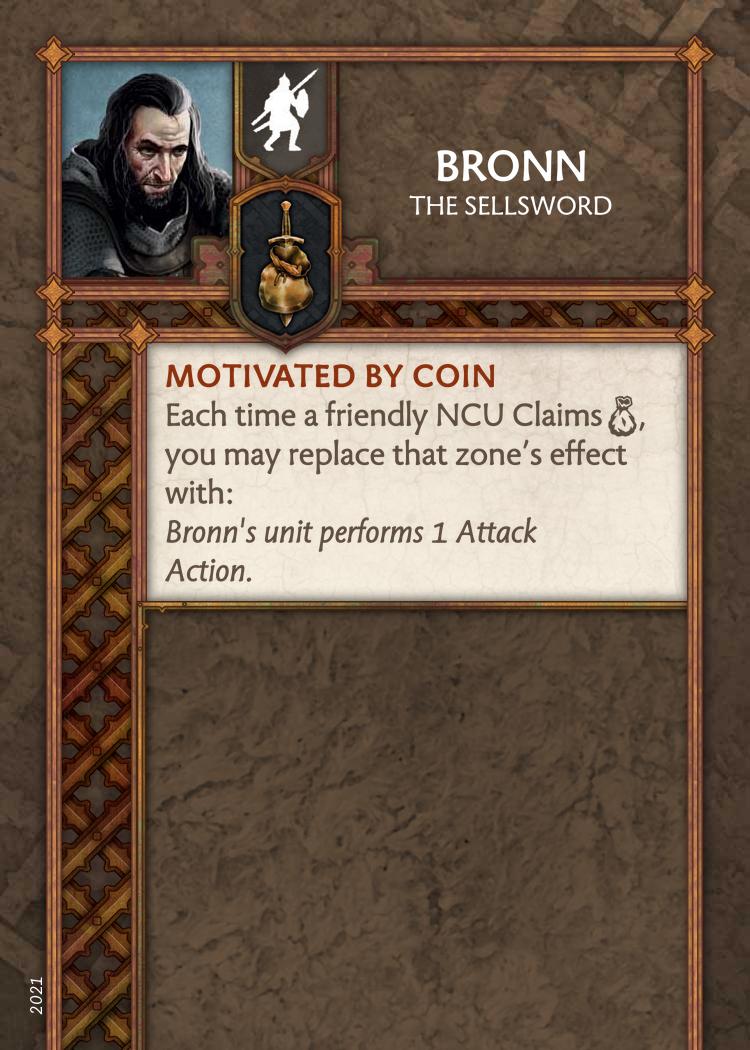 BRONN
THE SELLSWORD
MOTIVATED BY COIN
Each time a friendly NCU Claims ,
you may replace that zone's effect
with:
Bronn's unit performs 1 Attack
Action.
2021